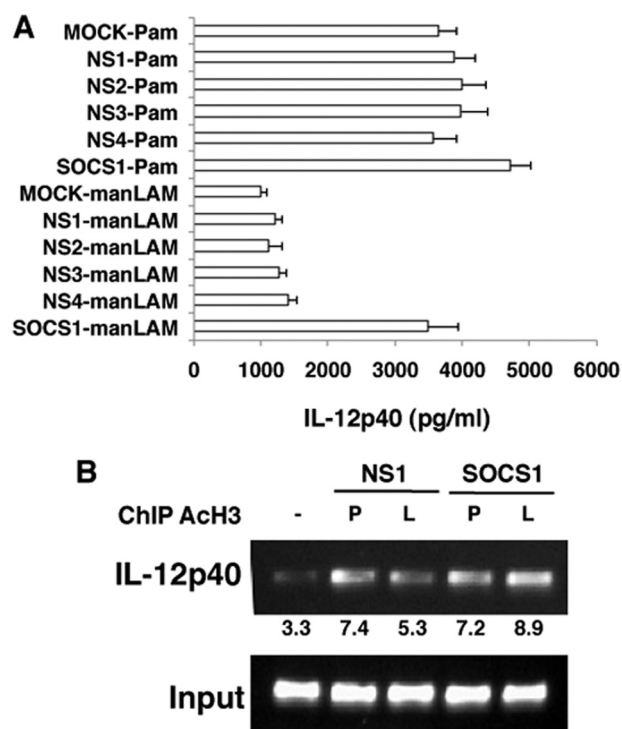 A
MOCK-Pam
NS1-Pam
NS2-Pam
NS3-Pam
NS4-Pam
SOCS1-Pam
MOCK-manLAM
NS1-manLAM
NS2-manLAM
NS3-manLAM
NS4-manLAM
SOCS1-manLAM
0 1000 2000 3000 4000 5000 6000
IL-12p40 (pg/ml)
B
NS1 SOCS1
ChIP AcH3 - P L P L
IL-12p40
3.3 7.4 5.3 7.2 8.9
Input